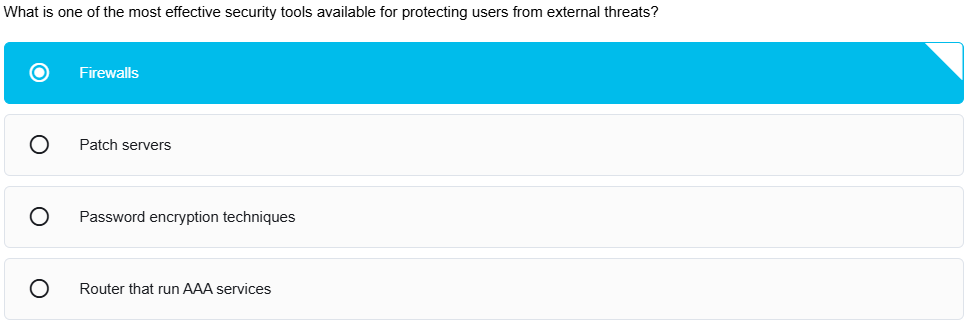 What is one of the most effective security tools available for protecting users from external threats?
Firewalls
Patch servers
Password encryption techniques
Router that run AAA services